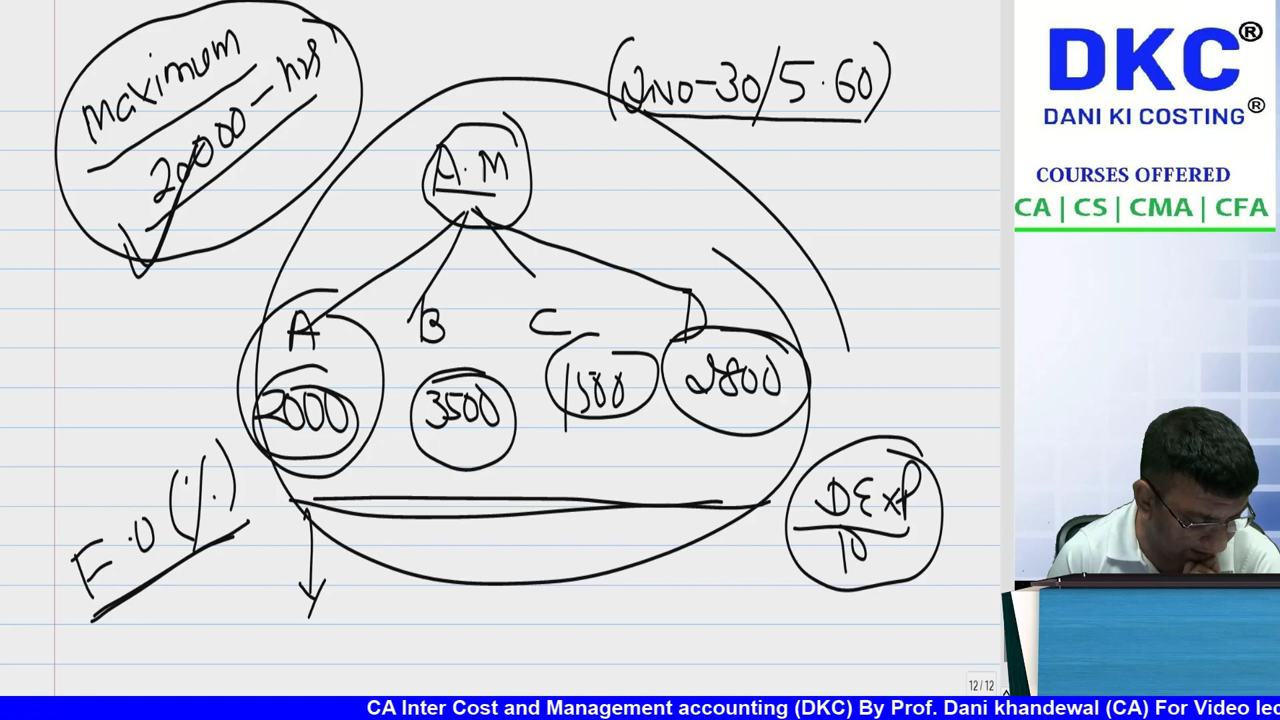 maximum
20000 - hrs
(QNO-30/5.60)
A.M
A B C D
2000 3500 1500 2800
F.O (%)
D EXP
10
12/12
DKC®
DANI KI COSTING®
COURSES OFFERED
CA | CS | CMA | CFA
CA Inter Cost and Management accounting (DKC) By Prof. Dani khandewal (CA) For Video lec